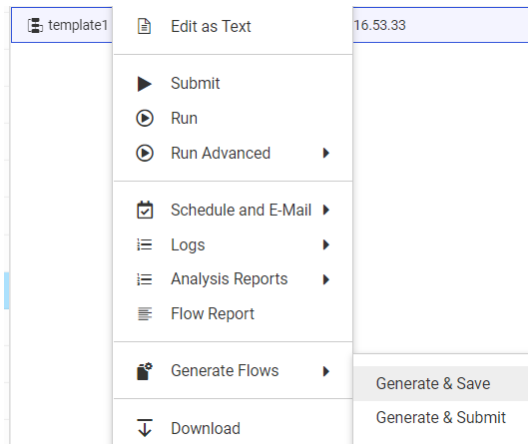 template1
16.53.33
Edit as Text
Submit
Run
Run Advanced
Schedule and E-Mail
Logs
Analysis Reports
Flow Report
Generate Flows
Generate & Save
Generate & Submit
Download